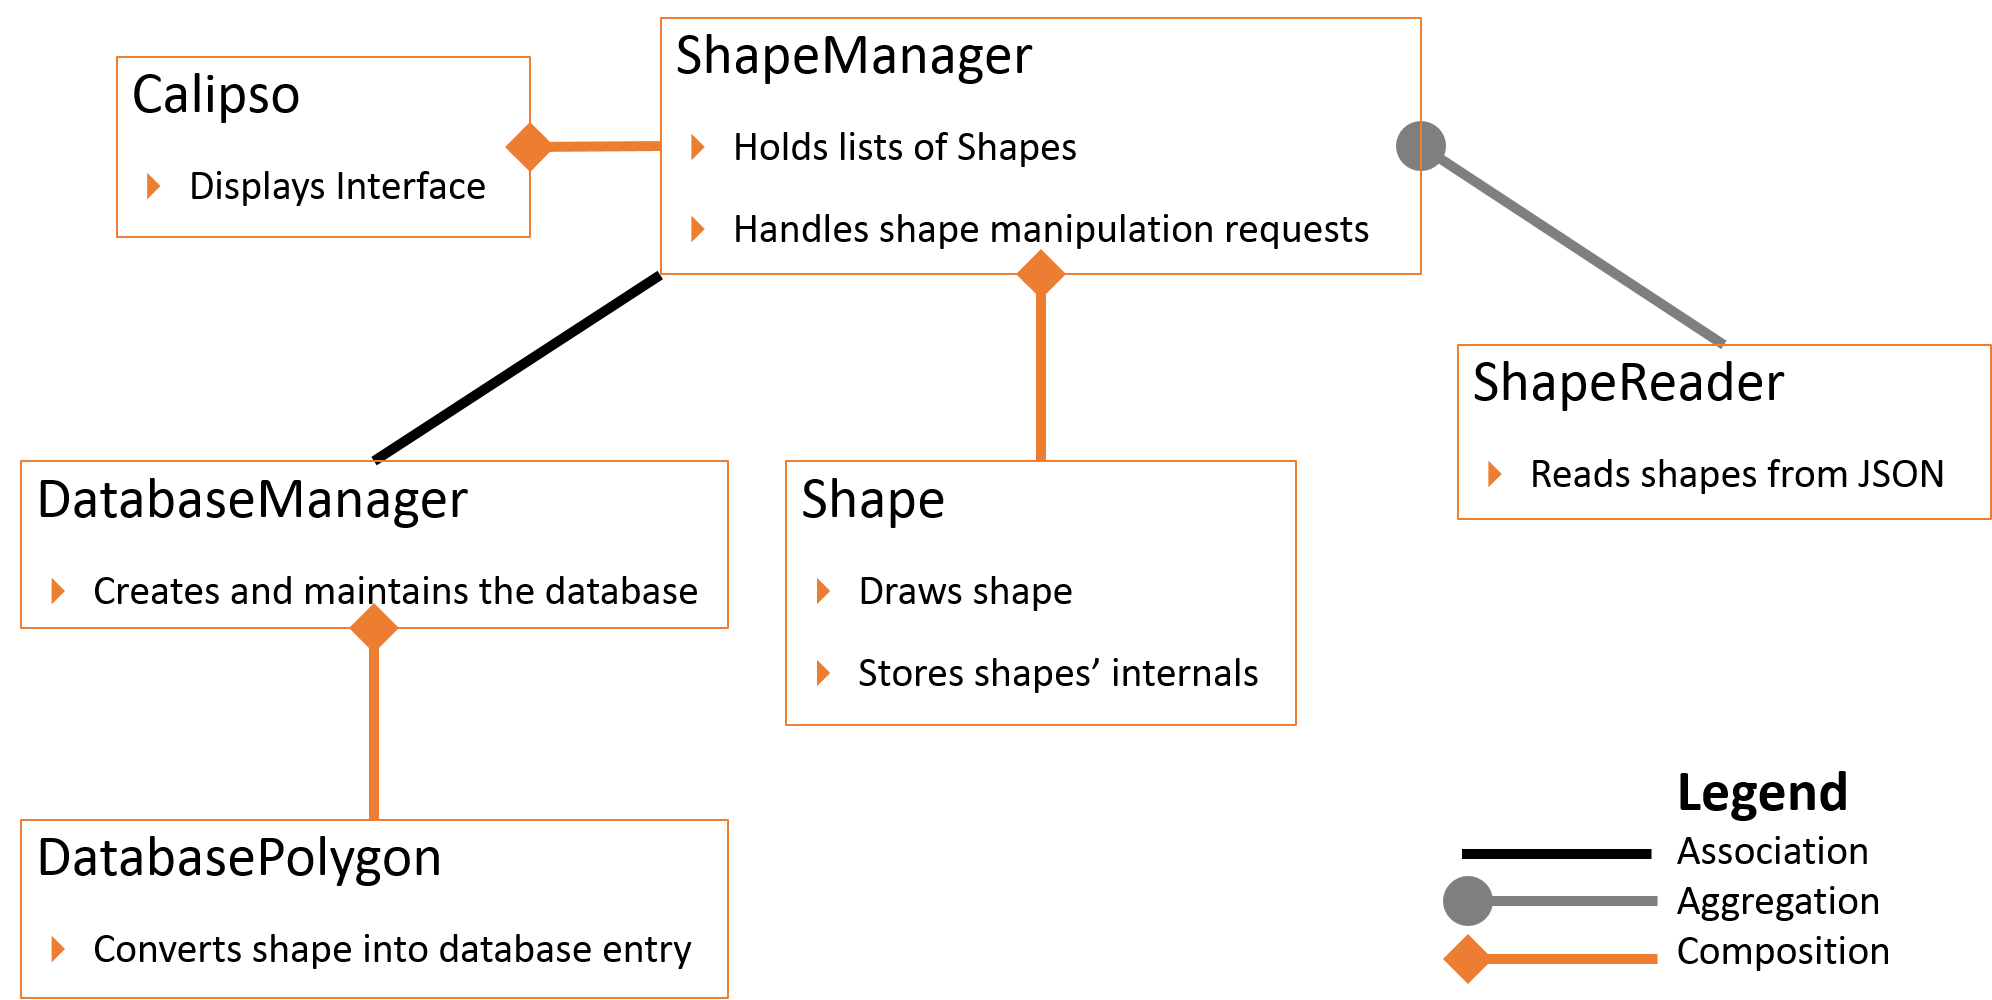 Calipso
Displays Interface
ShapeManager
Holds lists of Shapes
Handles shape manipulation requests
ShapeReader
Reads shapes from JSON
DatabaseManager
Creates and maintains the database
Shape
Draws shape
Stores shapes’ internals
DatabasePolygon
Converts shape into database entry
Legend
Association
Aggregation
Composition